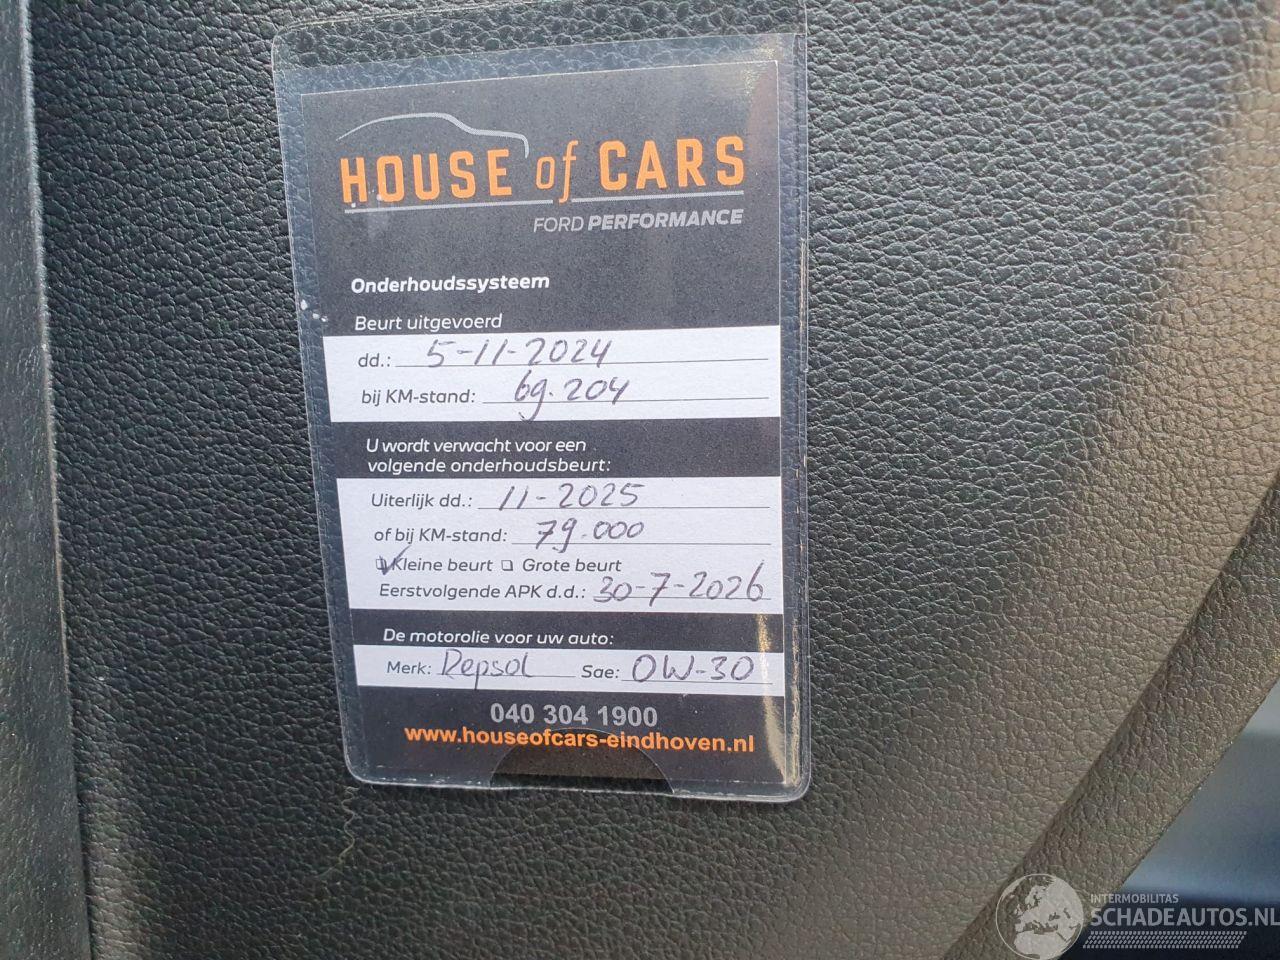 HOUSE of CARS
FORD PERFORMANCE
Onderhoudssysteem
Beurt uitgevoerd
dd.: 5-11-2024
bij KM-stand: 69.204
U wordt verwacht voor een
volgende onderhoudsbeurt:
Uiterlijk dd.: 11-2025
of bij KM-stand: 79.000
Kleine beurt Grote beurt
Eerstvolgende APK d.d.: 30-7-2026
De motorolie voor uw auto:
Merk: Repsol Sae: 0W-30
040 304 1900
www.houseofcars-eindhoven.nl
INTERMOBILITAS
SCHADEAUTOS.NL